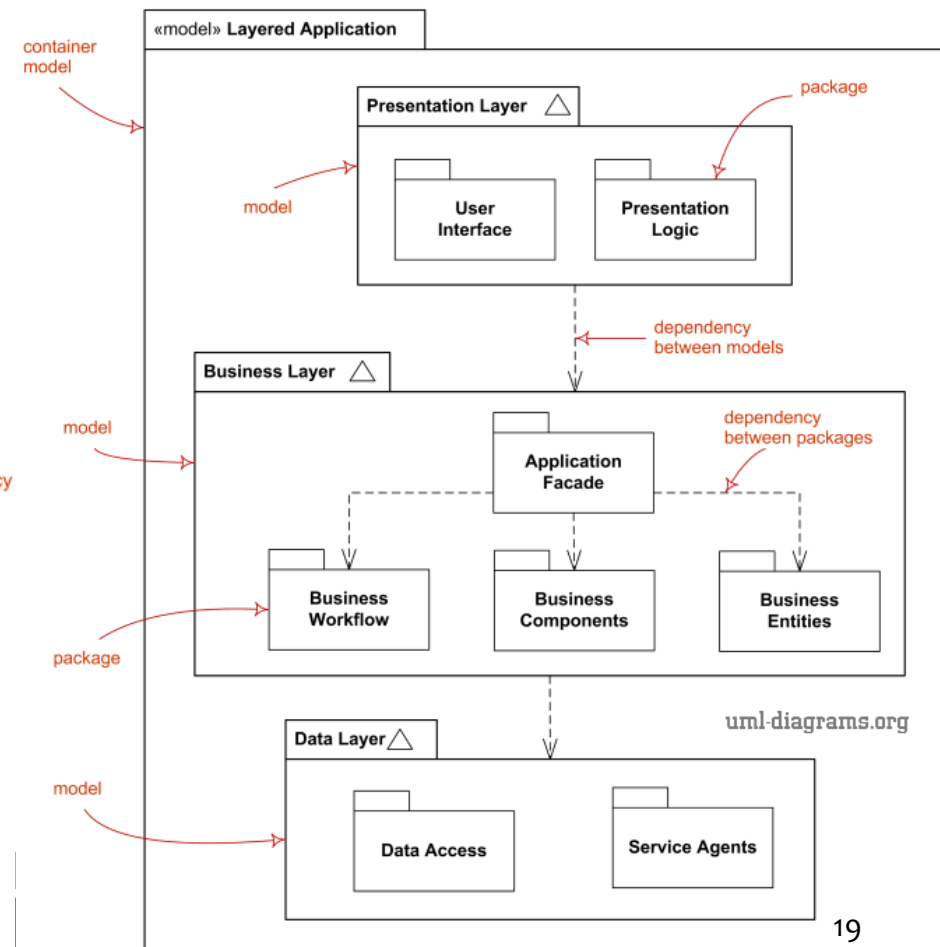 «model» Layered Application
container
model
Presentation Layer
package
model
User
Interface
Presentation
Logic
dependency
between models
Business Layer
model
dependency
between packages
Application
Facade
Business
Workflow
Business
Components
Business
Entities
package
uml-diagrams.org
Data Layer
model
Data Access
Service Agents
19